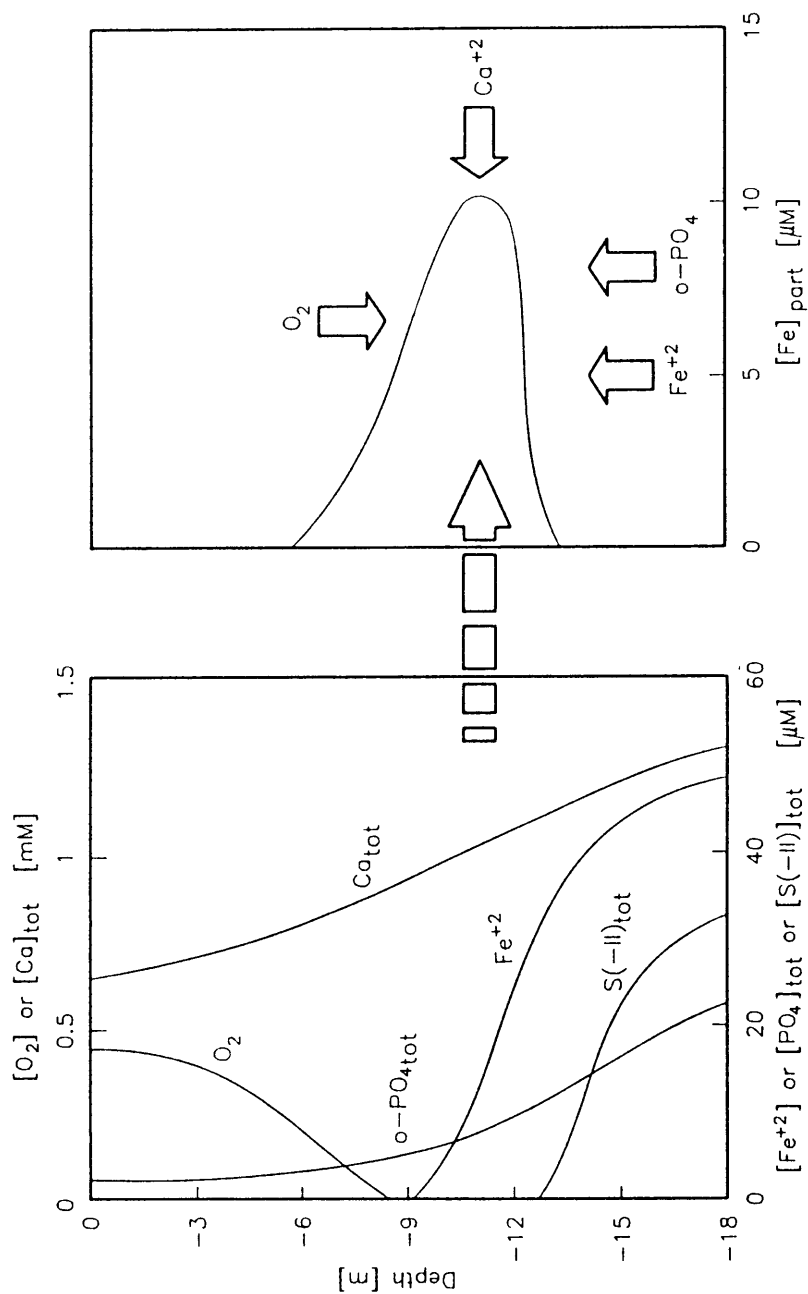 [O₂] or [Ca]tot [mM]
0 0.5 1 1.5
Depth [m]
0
-3
-6
-9
-12
-15
-18
O₂
Catot
o-PO₄tot
Fe⁺²
S(-II)tot
0 20 40 60
[Fe⁺²] or [PO₄]tot or [S(-II)]tot [μM]
O₂
Ca⁺²
Fe⁺²
o-PO₄
0 5 10 15
[Fe]part [μM]